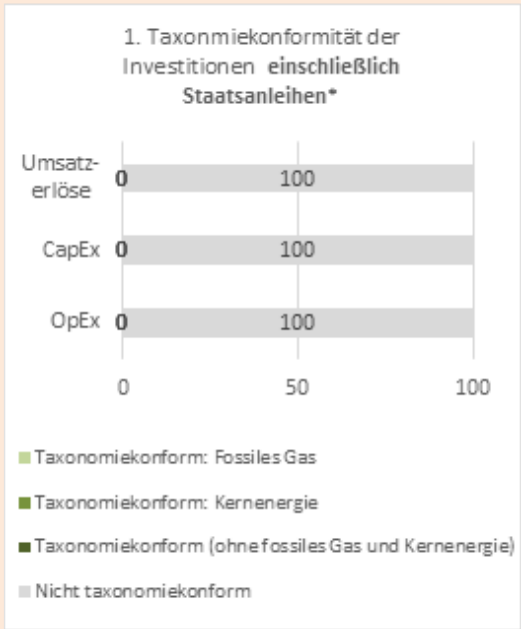 1. Taxonmiekonformität der
Investitionen einschließlich
Staatsanleihen*
Umsatz-
erlöse
0
100
CapEx
0
100
OpEx
0
100
0
50
100
Taxonomiekonform: Fossiles Gas
Taxonomiekonform: Kernenergie
Taxonomiekonform (ohne fossiles Gas und Kernenergie)
Nicht taxonomiekonform